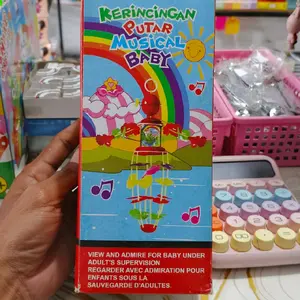 KERINCINGAN
PUTAR
MUSICAL
BABY
VIEW AND ADMIRE FOR BABY UNDER
ADULT'S SUPERVISION
REGARDER AVEC ADMIRATION POUR
ENFANTS SOUS LA
SAUVEGARDE D'ADULTES.